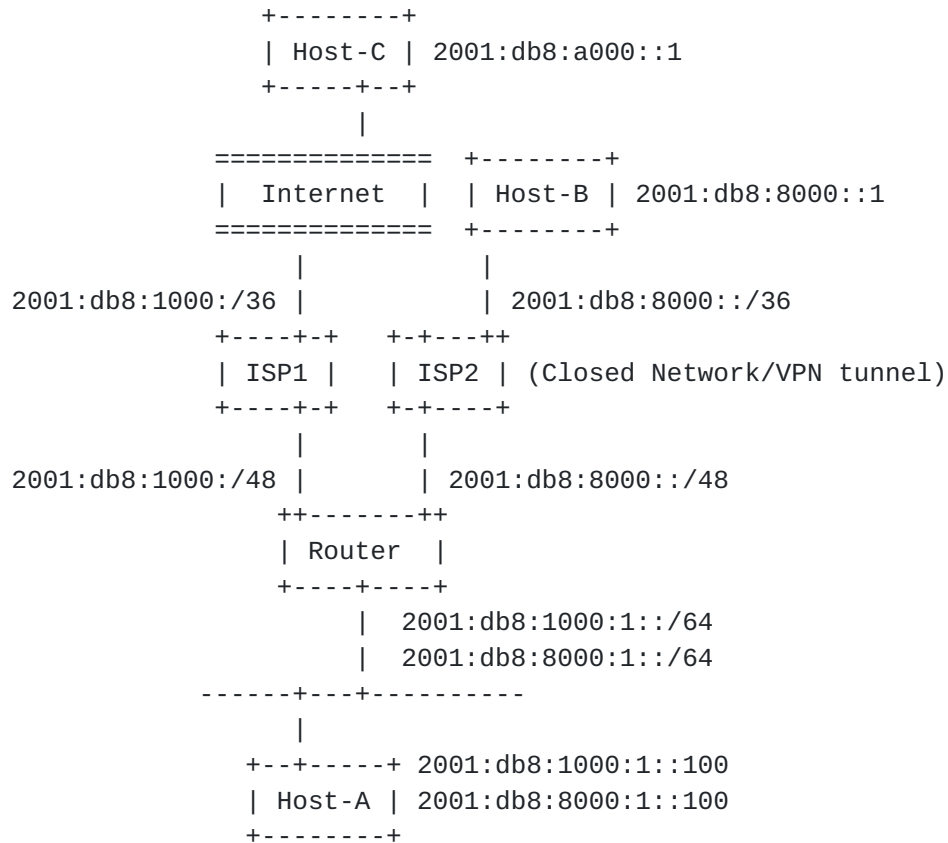 Host-C 2001:db8:a000::1
Internet Host-B 2001:db8:8000::1
2001:db8:1000:/36 2001:db8:8000::/36
ISP1 ISP2 (Closed Network/VPN tunnel)
2001:db8:1000:/48 2001:db8:8000::/48
Router
2001:db8:1000:1::/64
2001:db8:8000:1::/64
2001:db8:1000:1::100
Host-A 2001:db8:8000:1::100